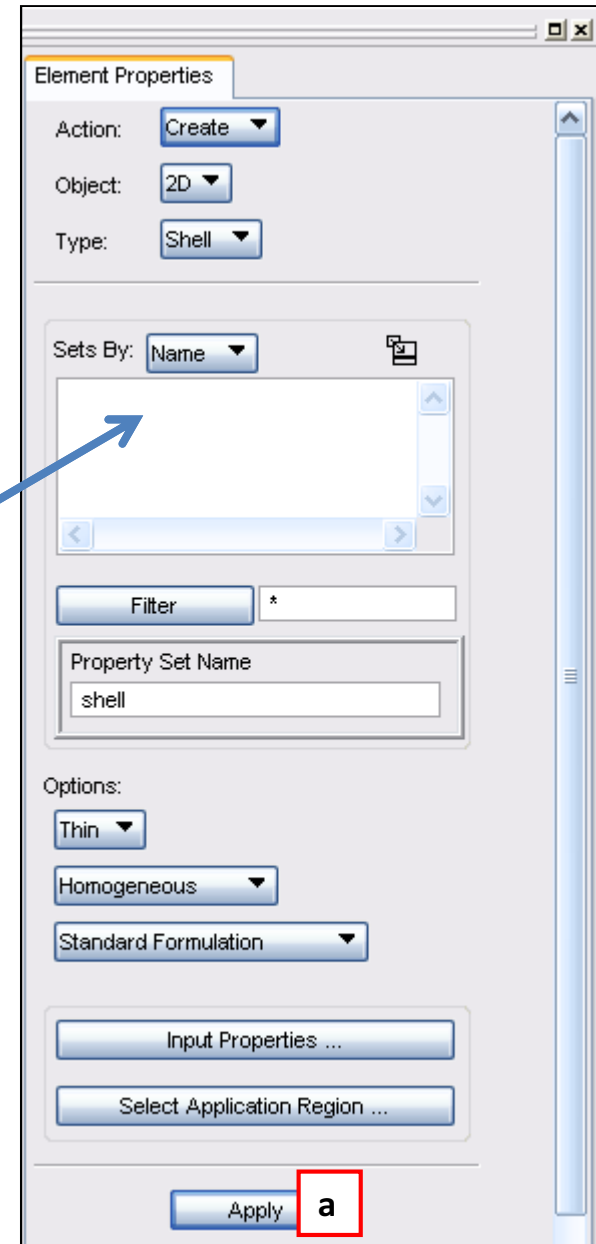 Element Properties
Action: Create
Object: 2D
Type: Shell
Sets By: Name
Filter *
Property Set Name
shell
Options:
Thin
Homogeneous
Standard Formulation
Input Properties ...
Select Application Region ...
Apply a